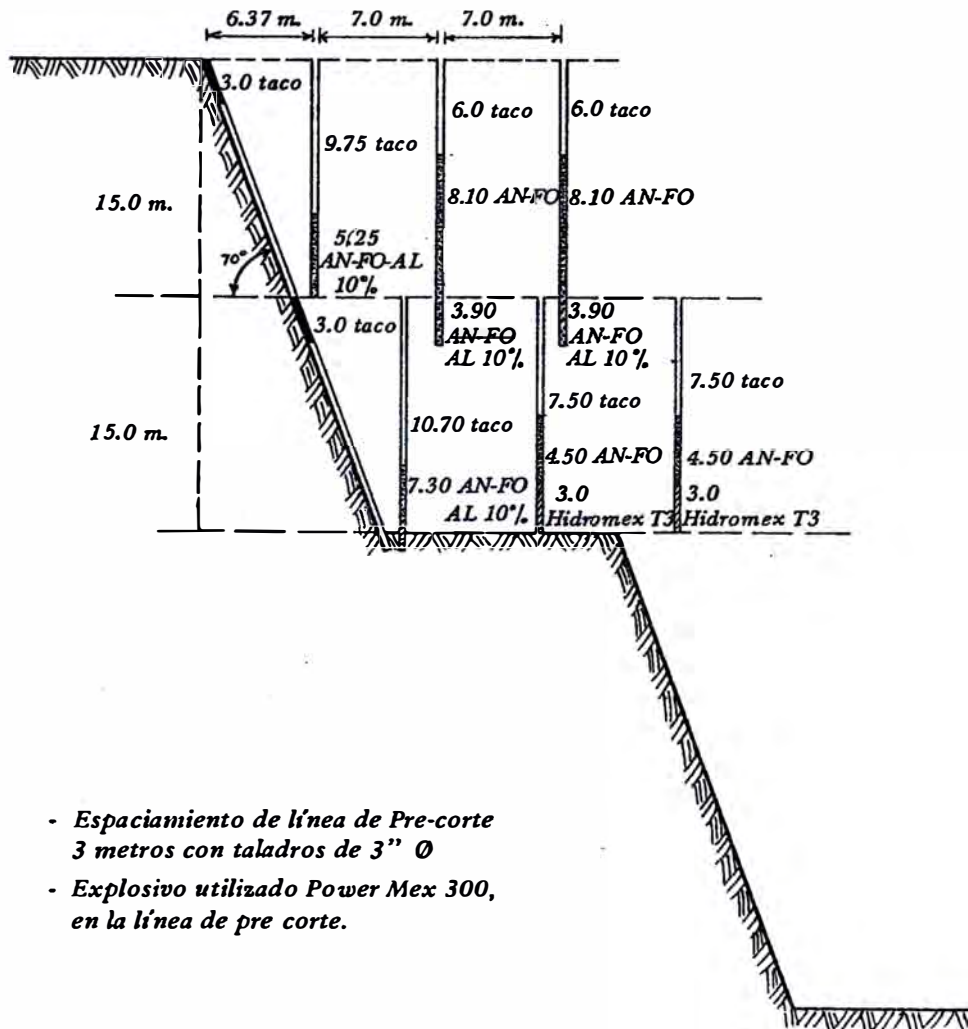 6.37 m. 7.0 m. 7.0 m.
3.0 taco
6.0 taco
6.0 taco
9.75 taco
15.0 m.
8.10 AN-FO
8.10 AN-FO
70°
5.25
AN-FO-AL
10%
3.0 taco
3.90
AN-FO
AL 10%
3.90
AN-FO
AL 10%
7.50 taco
7.50 taco
10.70 taco
15.0 m.
4.50 AN-FO
4.50 AN-FO
7.30 AN-FO
AL 10%
3.0
Hidromex T3
3.0
Hidromex T3
- Espaciamiento de línea de Pre-corte
3 metros con taladros de 3" Ø
- Explosivo utilizado Power Mex 300,
en la línea de pre corte.